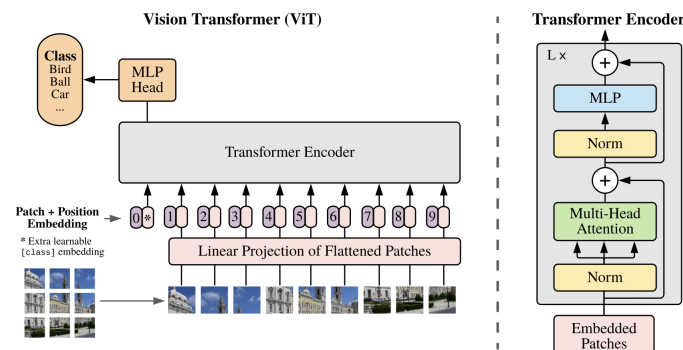 Vision Transformer (ViT)
Class
Bird
Ball
Car
...
MLP
Head
Transformer Encoder
Patch + Position
Embedding
0 * 1 2 3 4 5 6 7 8 9
* Extra learnable
[class] embedding
Linear Projection of Flattened Patches
Transformer Encoder
L x
+
MLP
Norm
+
Multi-Head
Attention
Norm
Embedded
Patches